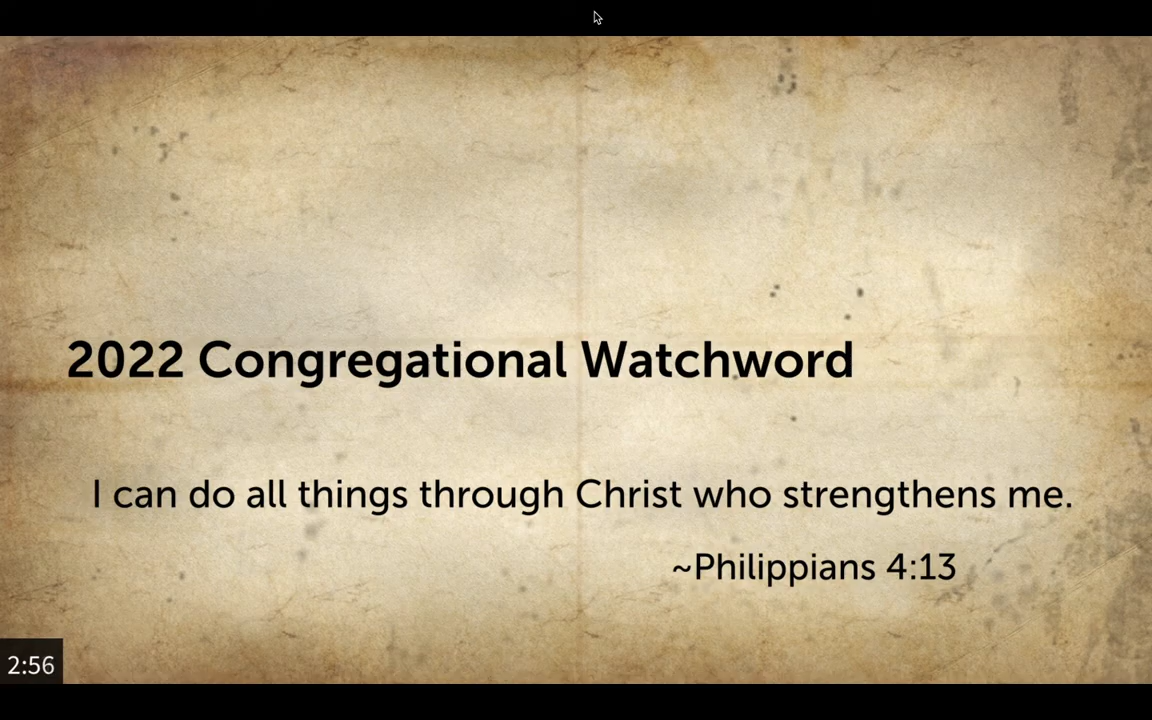 2022 Congregational Watchword
I can do all things through Christ who strengthens me.
~Philippians 4:13
2:56